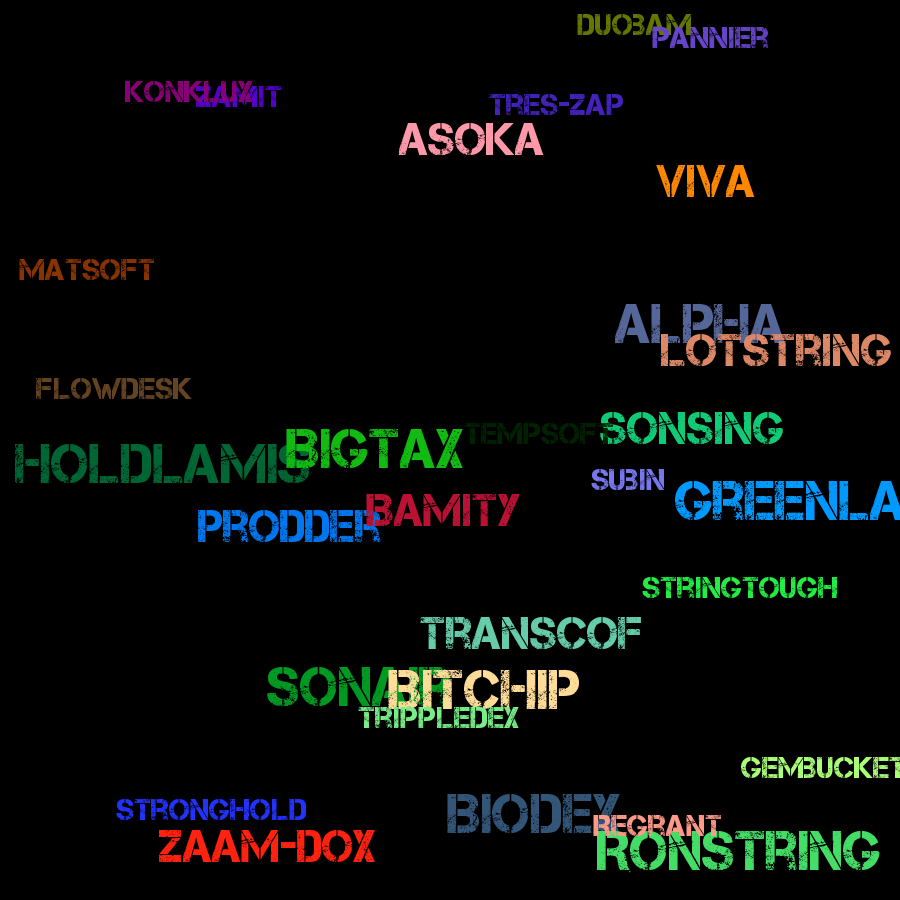 DUOBAM
PANNIER
KONKLUX
ZAMIT
TRES-ZAP
ASOKA
VIVA
MATSOFT
ALPHA
LOTSTRING
FLOWDESK
SONSING
TEMPSOFT
BIGTAX
HOLDLAMIS
SUBIN
GREENLA
BAMITY
PRODDER
STRINGTOUGH
TRANSCOF
SONAIR
BITCHIP
TRIPPLEDEX
GEMBUCKET
STRONGHOLD
BIODEX
REGRANT
ZAAM-DOX
RONSTRING